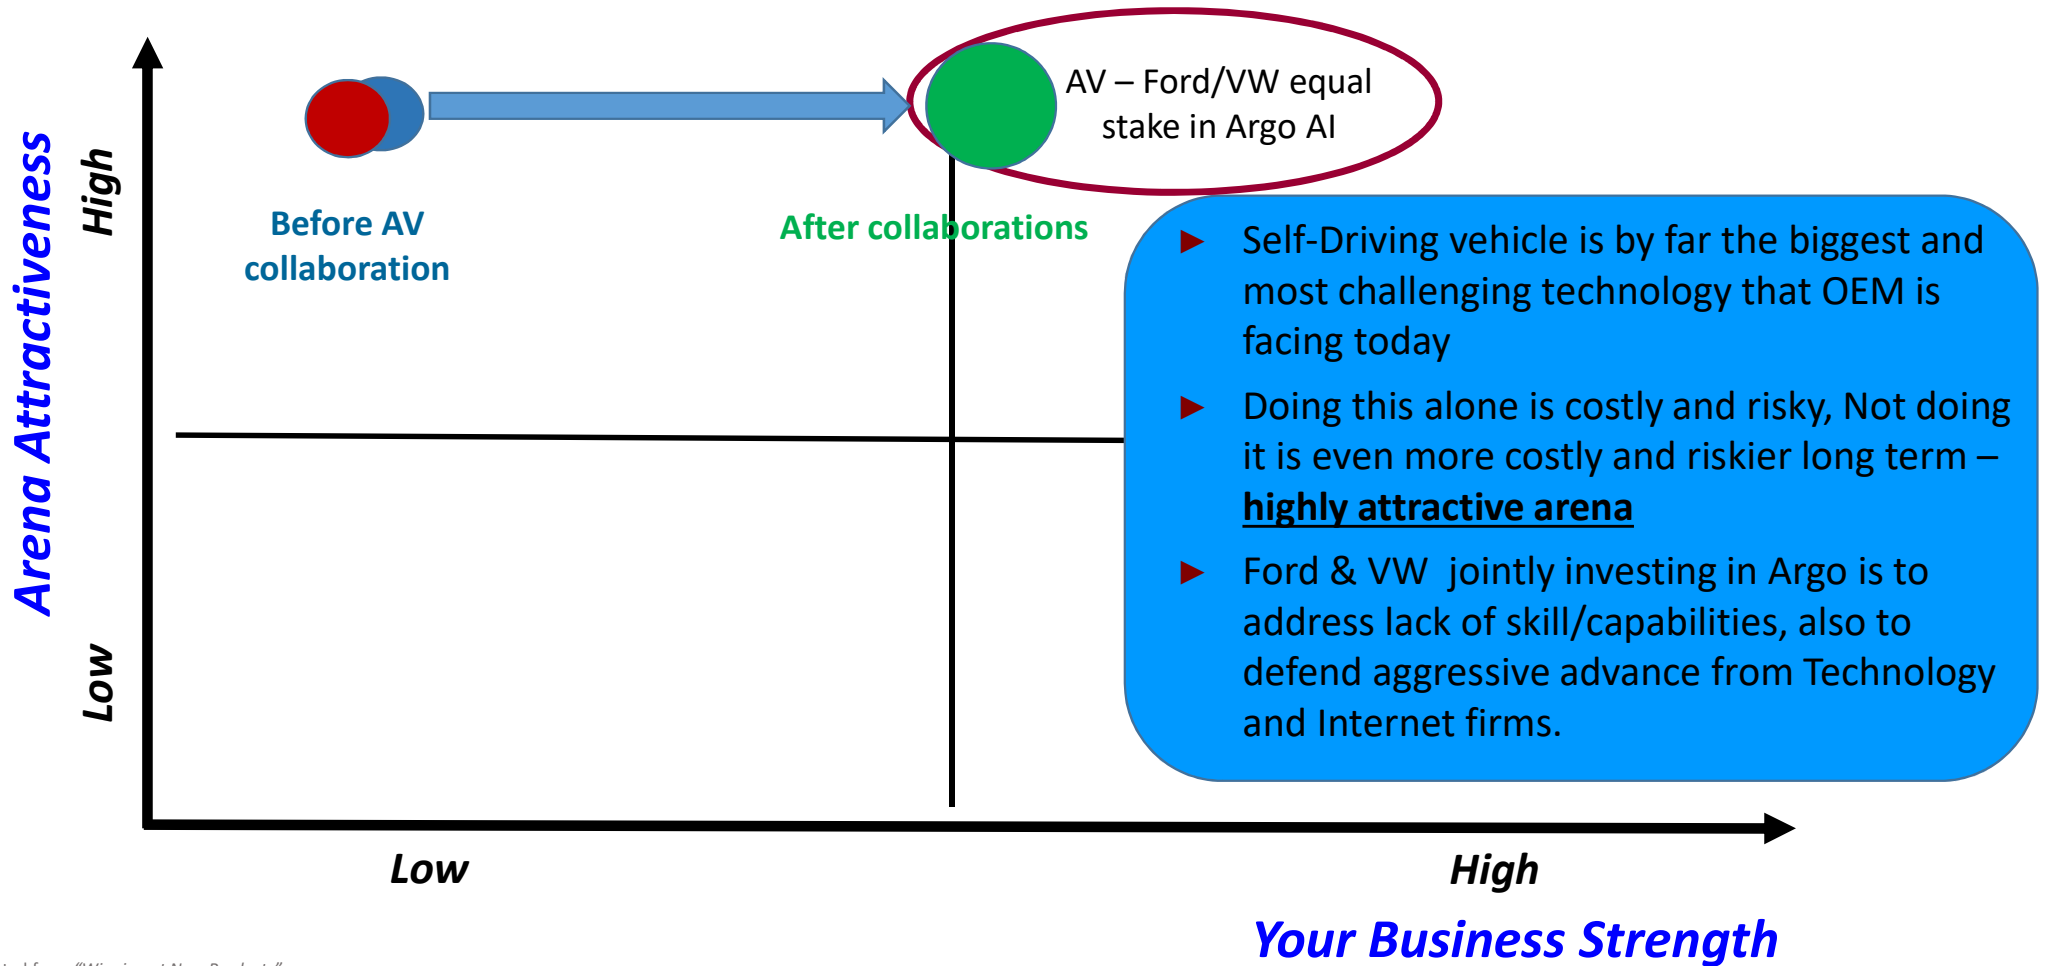 AV – Ford/VW equal
stake in Argo AI
Arena Attractiveness
High
Low
Before AV
collaboration
After collaborations
► Self-Driving vehicle is by far the biggest and
most challenging technology that OEM is
facing today
► Doing this alone is costly and risky, Not doing
it is even more costly and riskier long term –
highly attractive arena
► Ford & VW jointly investing in Argo is to
address lack of skill/capabilities, also to
defend aggressive advance from Technology
and Internet firms.
Low
High
Your Business Strength